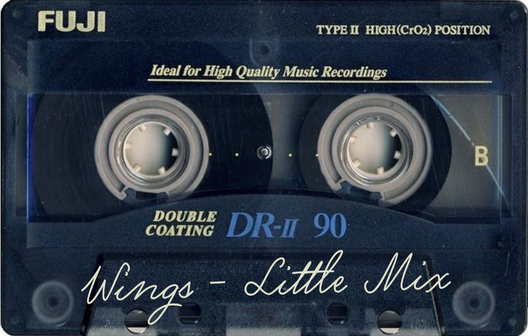 FUJI
TYPE II HIGH(CrO₂) POSITION
Ideal for High Quality Music Recordings
B
DOUBLE
COATING
DR-II 90
Wings - Little Mix